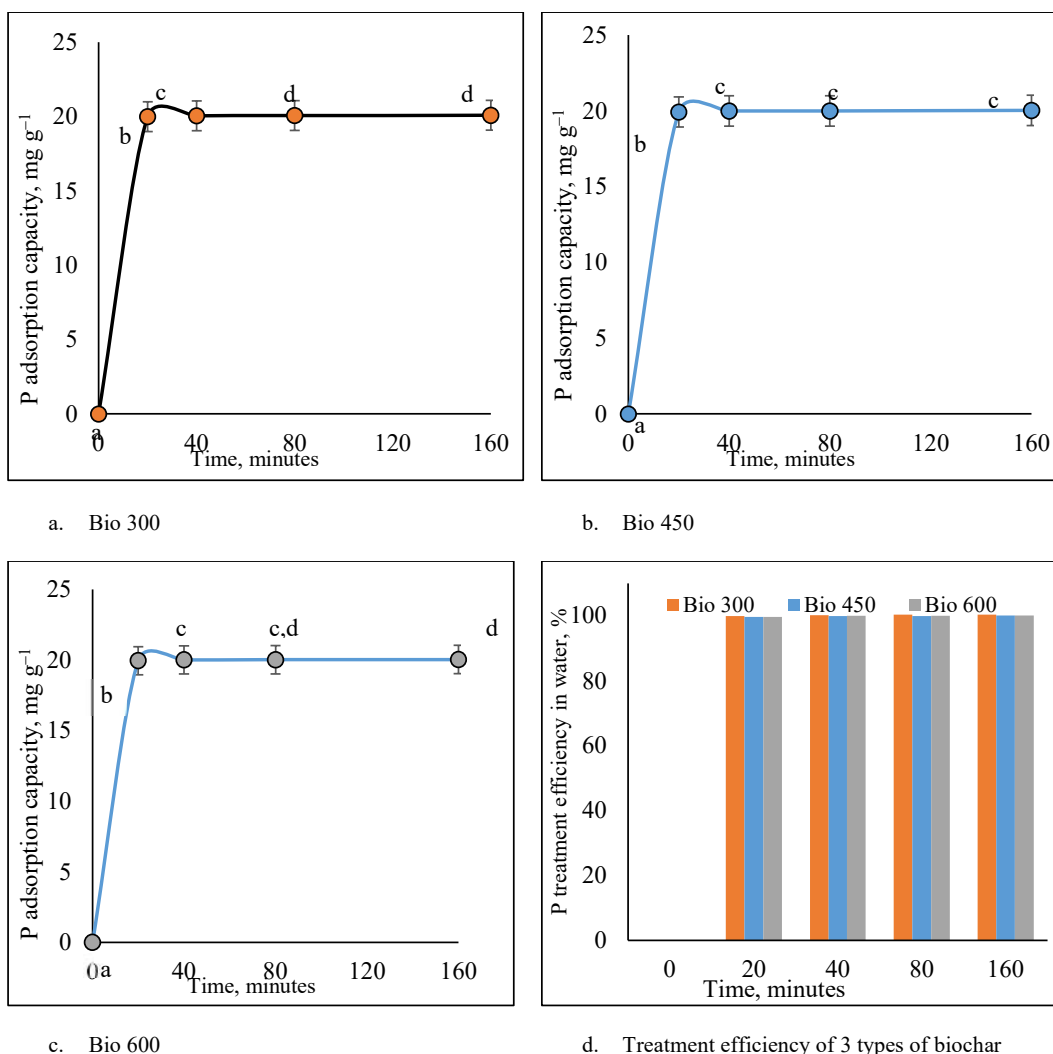 25
20
15
10
5
0
P adsorption capacity, mg g⁻¹
a
b
c
d
d
0 40 80 120 160
Time, minutes
a. Bio 300
25
20
15
10
5
0
P adsorption capacity, mg g⁻¹
a
b
c
c
c
0 40 80 120 160
Time, minutes
b. Bio 450
25
20
15
10
5
0
P adsorption capacity, mg g⁻¹
a
b
c
c,d
d
0 40 80 120 160
Time, minutes
c. Bio 600
Bio 300 Bio 450 Bio 600
100
80
60
40
20
0
P treatment efficiency in water, %
0 20 40 80 160
Time, minutes
d. Treatment efficiency of 3 types of biochar